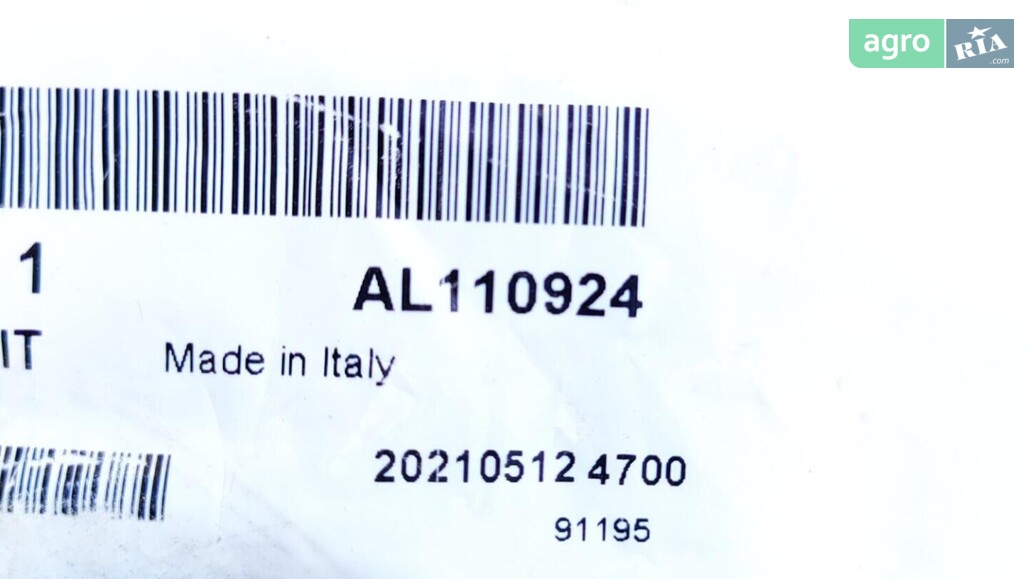 agro RIA .com
1
AL110924
IT
Made in Italy
20210512 4700
91195